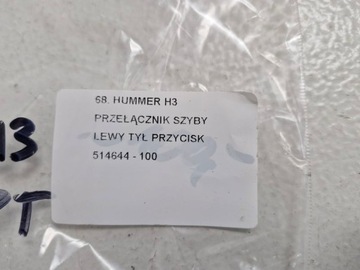 68. HUMMER H3
PRZEŁĄCZNIK SZYBY
LEWY TYŁ PRZYCISK
514644 - 100